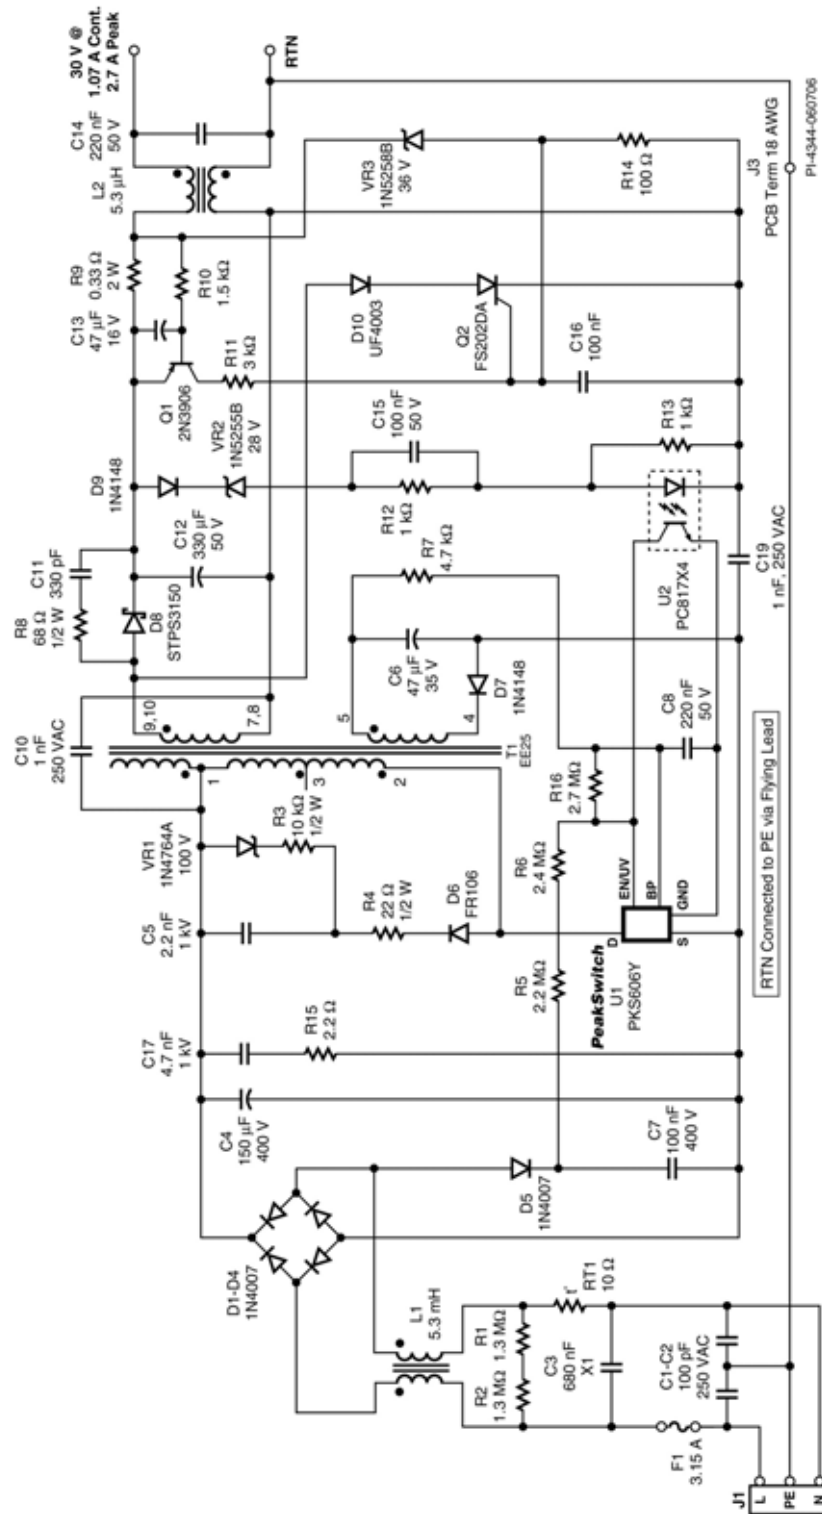 J1
L
PE
N
F1
3.15 A
C1-C2
100 pF
250 VAC
C3
680 nF
X1
R2
1.3 MΩ
R1
1.3 MΩ
RT1
10 Ω
t°
L1
5.3 mH
D1-D4
1N4007
D5
1N4007
C7
100 nF
400 V
C4
150 µF
400 V
C17
4.7 nF
1 kV
R15
2.2 Ω
C5
2.2 nF
1 kV
VR1
1N4764A
100 V
R3
10 kΩ
1/2 W
R4
22 Ω
1/2 W
D6
FR106
R5
2.2 MΩ
R6
2.4 MΩ
R16
2.7 MΩ
PeakSwitch
U1
PKS606Y
D
S
EN/UV
BP
GND
C8
220 nF
50 V
RTN Connected to PE via Flying Lead
C10
1 nF
250 VAC
1
3
2
T1
EE25
9,10
7,8
5
4
R8
68 Ω
1/2 W
C11
330 pF
D8
STPS3150
C12
330 µF
50 V
C6
47 µF
35 V
D7
1N4148
R7
4.7 kΩ
D9
1N4148
VR2
1N5255B
28 V
R12
1 kΩ
C15
100 nF
50 V
U2
PC817X4
R13
1 kΩ
C19
1 nF, 250 VAC
Q1
2N3906
R11
3 kΩ
C13
47 µF
16 V
R9
0.33 Ω
2 W
R10
1.5 kΩ
D10
UF4003
Q2
FS202DA
C16
100 nF
L2
5.3 µH
C14
220 nF
50 V
VR3
1N5258B
36 V
R14
100 Ω
30 V @
1.07 A Cont.
2.7 A Peak
RTN
J3
PCB Term 18 AWG
PI-4344-060706